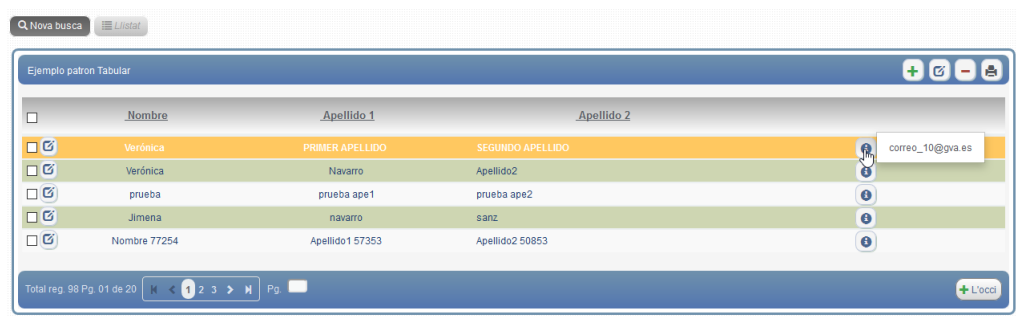 Nova busca Llistat
Ejemplo patron Tabular
Nombre Apellido 1 Apellido 2
Verónica PRIMER APELLIDO SEGUNDO APELLIDO correo_10@gva.es
Verónica Navarro Apellido2
prueba prueba ape1 prueba ape2
Jimena navarro sanz
Nombre 77254 Apellido1 57353 Apellido2 50853
Total reg. 98 Pg. 01 de 20 1 2 3 Pg. L'occi